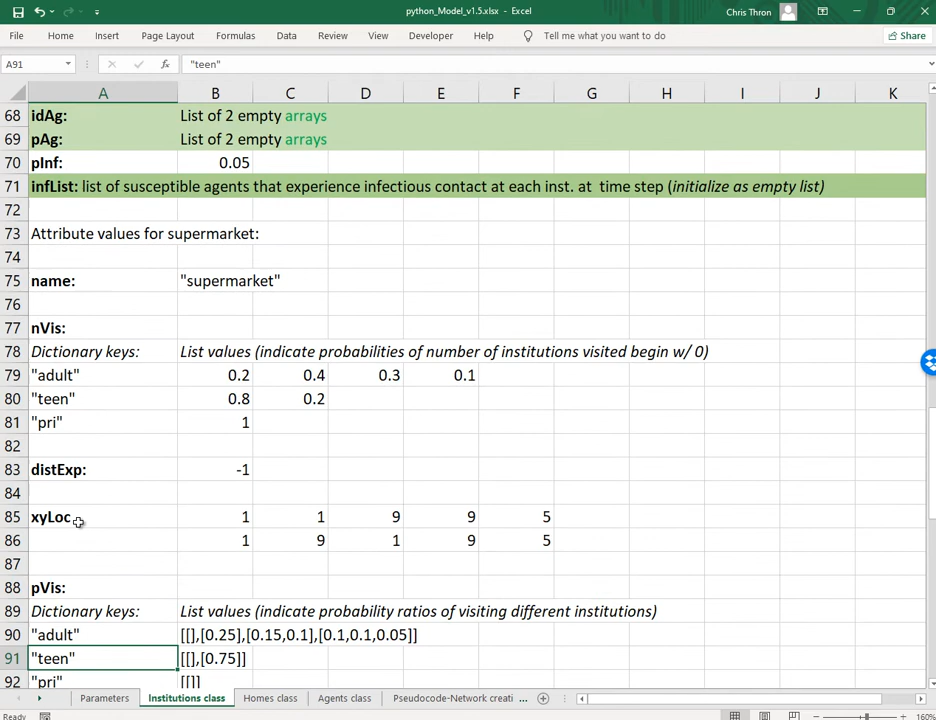 python_Model_v1.5.xlsx - Excel
Chris Thron
File Home Insert Page Layout Formulas Data Review View Developer Help Tell me what you want to do Share
A91 fx "teen"
A B C D E F G H I J K
68 idAg: List of 2 empty arrays
69 pAg: List of 2 empty arrays
70 pInf: 0.05
71 infList: list of susceptible agents that experience infectious contact at each inst. at time step (initialize as empty list)
72
73 Attribute values for supermarket:
74
75 name: "supermarket"
76
77 nVis:
78 Dictionary keys: List values (indicate probabilities of number of institutions visited begin w/ 0)
79 "adult" 0.2 0.4 0.3 0.1
80 "teen" 0.8 0.2
81 "pri" 1
82
83 distExp: -1
84
85 xyLoc 1 1 9 9 5
86 1 9 1 9 5
87
88 pVis:
89 Dictionary keys: List values (indicate probability ratios of visiting different institutions)
90 "adult" [[],[0.25],[0.15,0.1],[0.1,0.1,0.05]]
91 "teen" [[],[0.75]]
92 "pri" [[]]
Parameters Institutions class Homes class Agents class Pseudocode-Network creati ...
Ready 160%